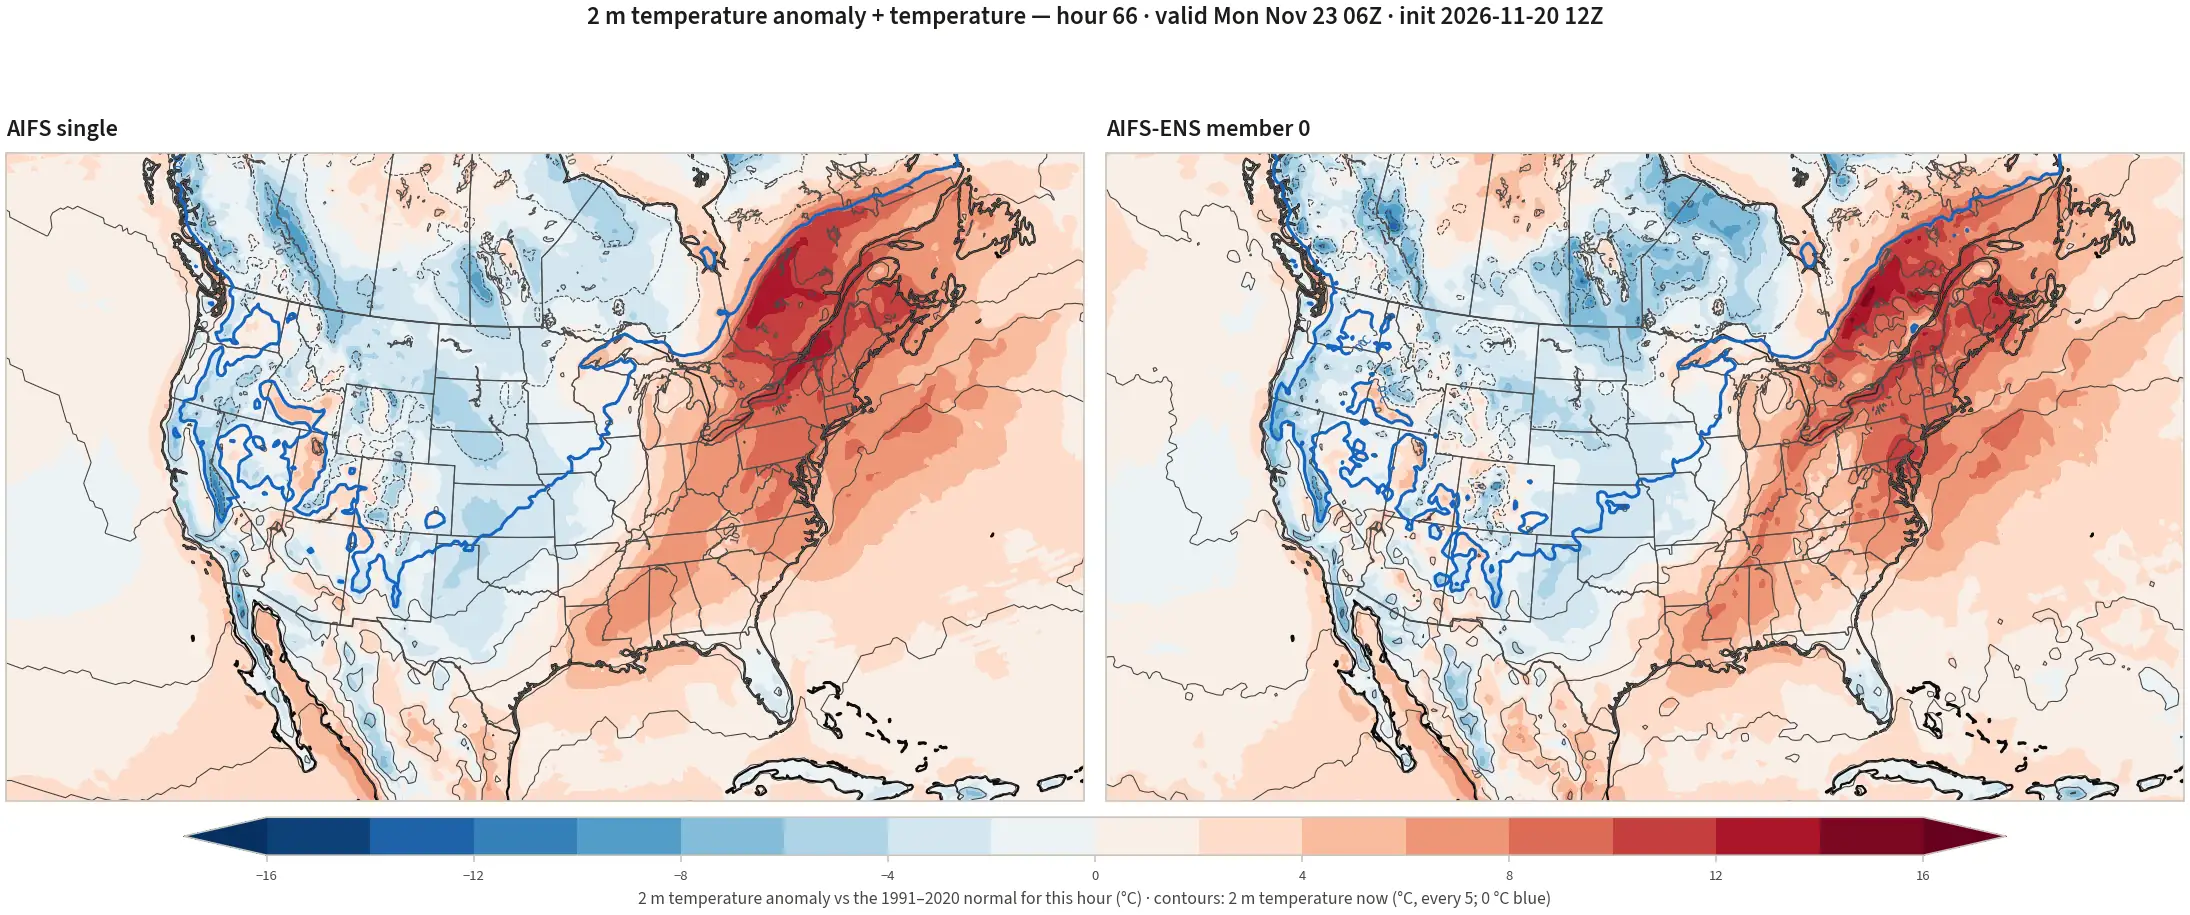 2 m temperature anomaly + temperature — hour 66 · valid Mon Nov 23 06Z · init 2026-11-20 12Z
AIFS single
AIFS-ENS member 0
−16 −12 −8 −4 0 4 8 12 16
2 m temperature anomaly vs the 1991–2020 normal for this hour (°C) · contours: 2 m temperature now (°C, every 5; 0 °C blue)